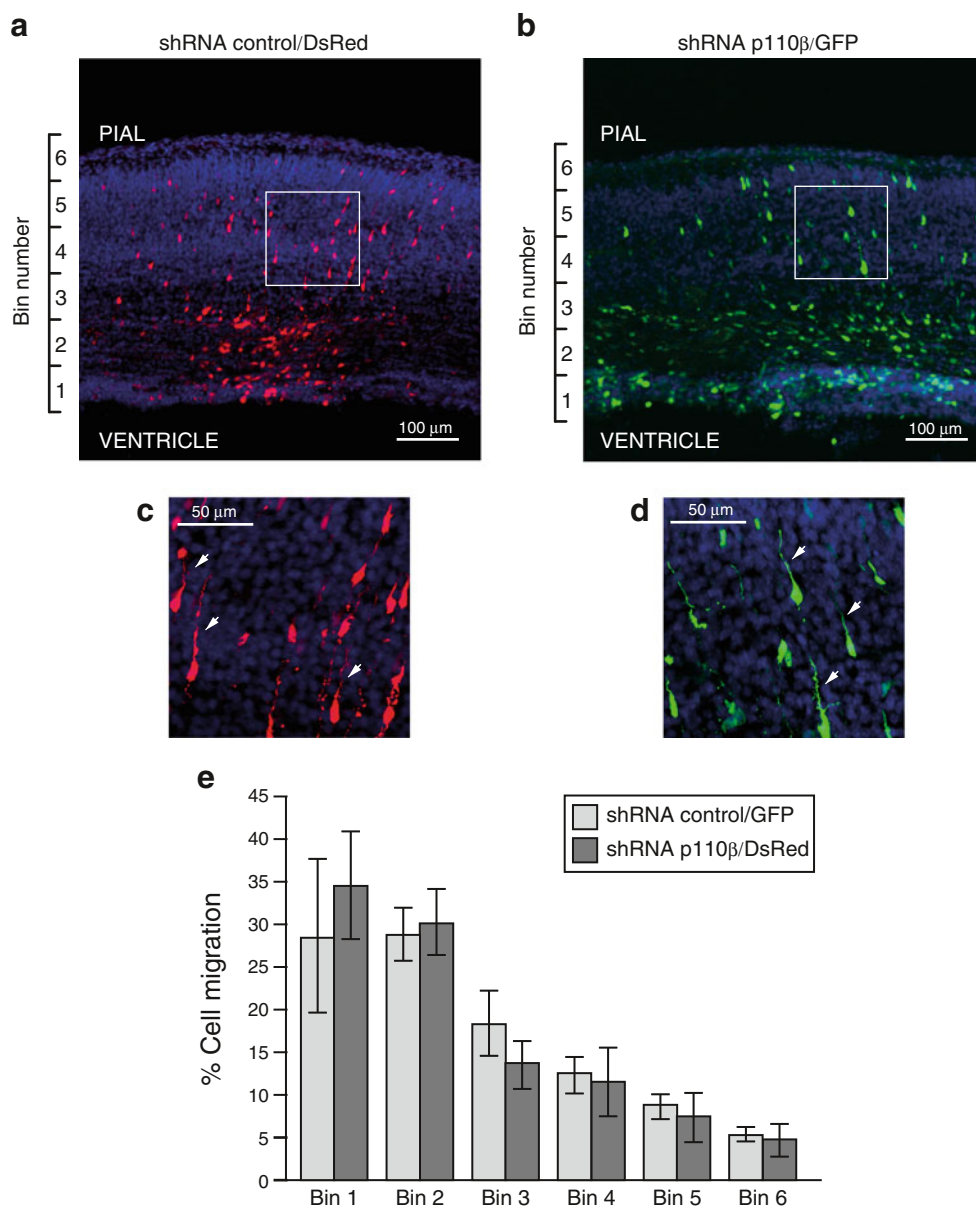 a
shRNA control/DsRed
PIAL
Bin number
6
5
4
3
2
1
VENTRICLE
100 μm
b
shRNA p110β/GFP
PIAL
Bin number
6
5
4
3
2
1
VENTRICLE
100 μm
c
50 μm
d
50 μm
e
% Cell migration
45
40
35
30
25
20
15
10
5
0
shRNA control/GFP
shRNA p110β/DsRed
Bin 1 Bin 2 Bin 3 Bin 4 Bin 5 Bin 6